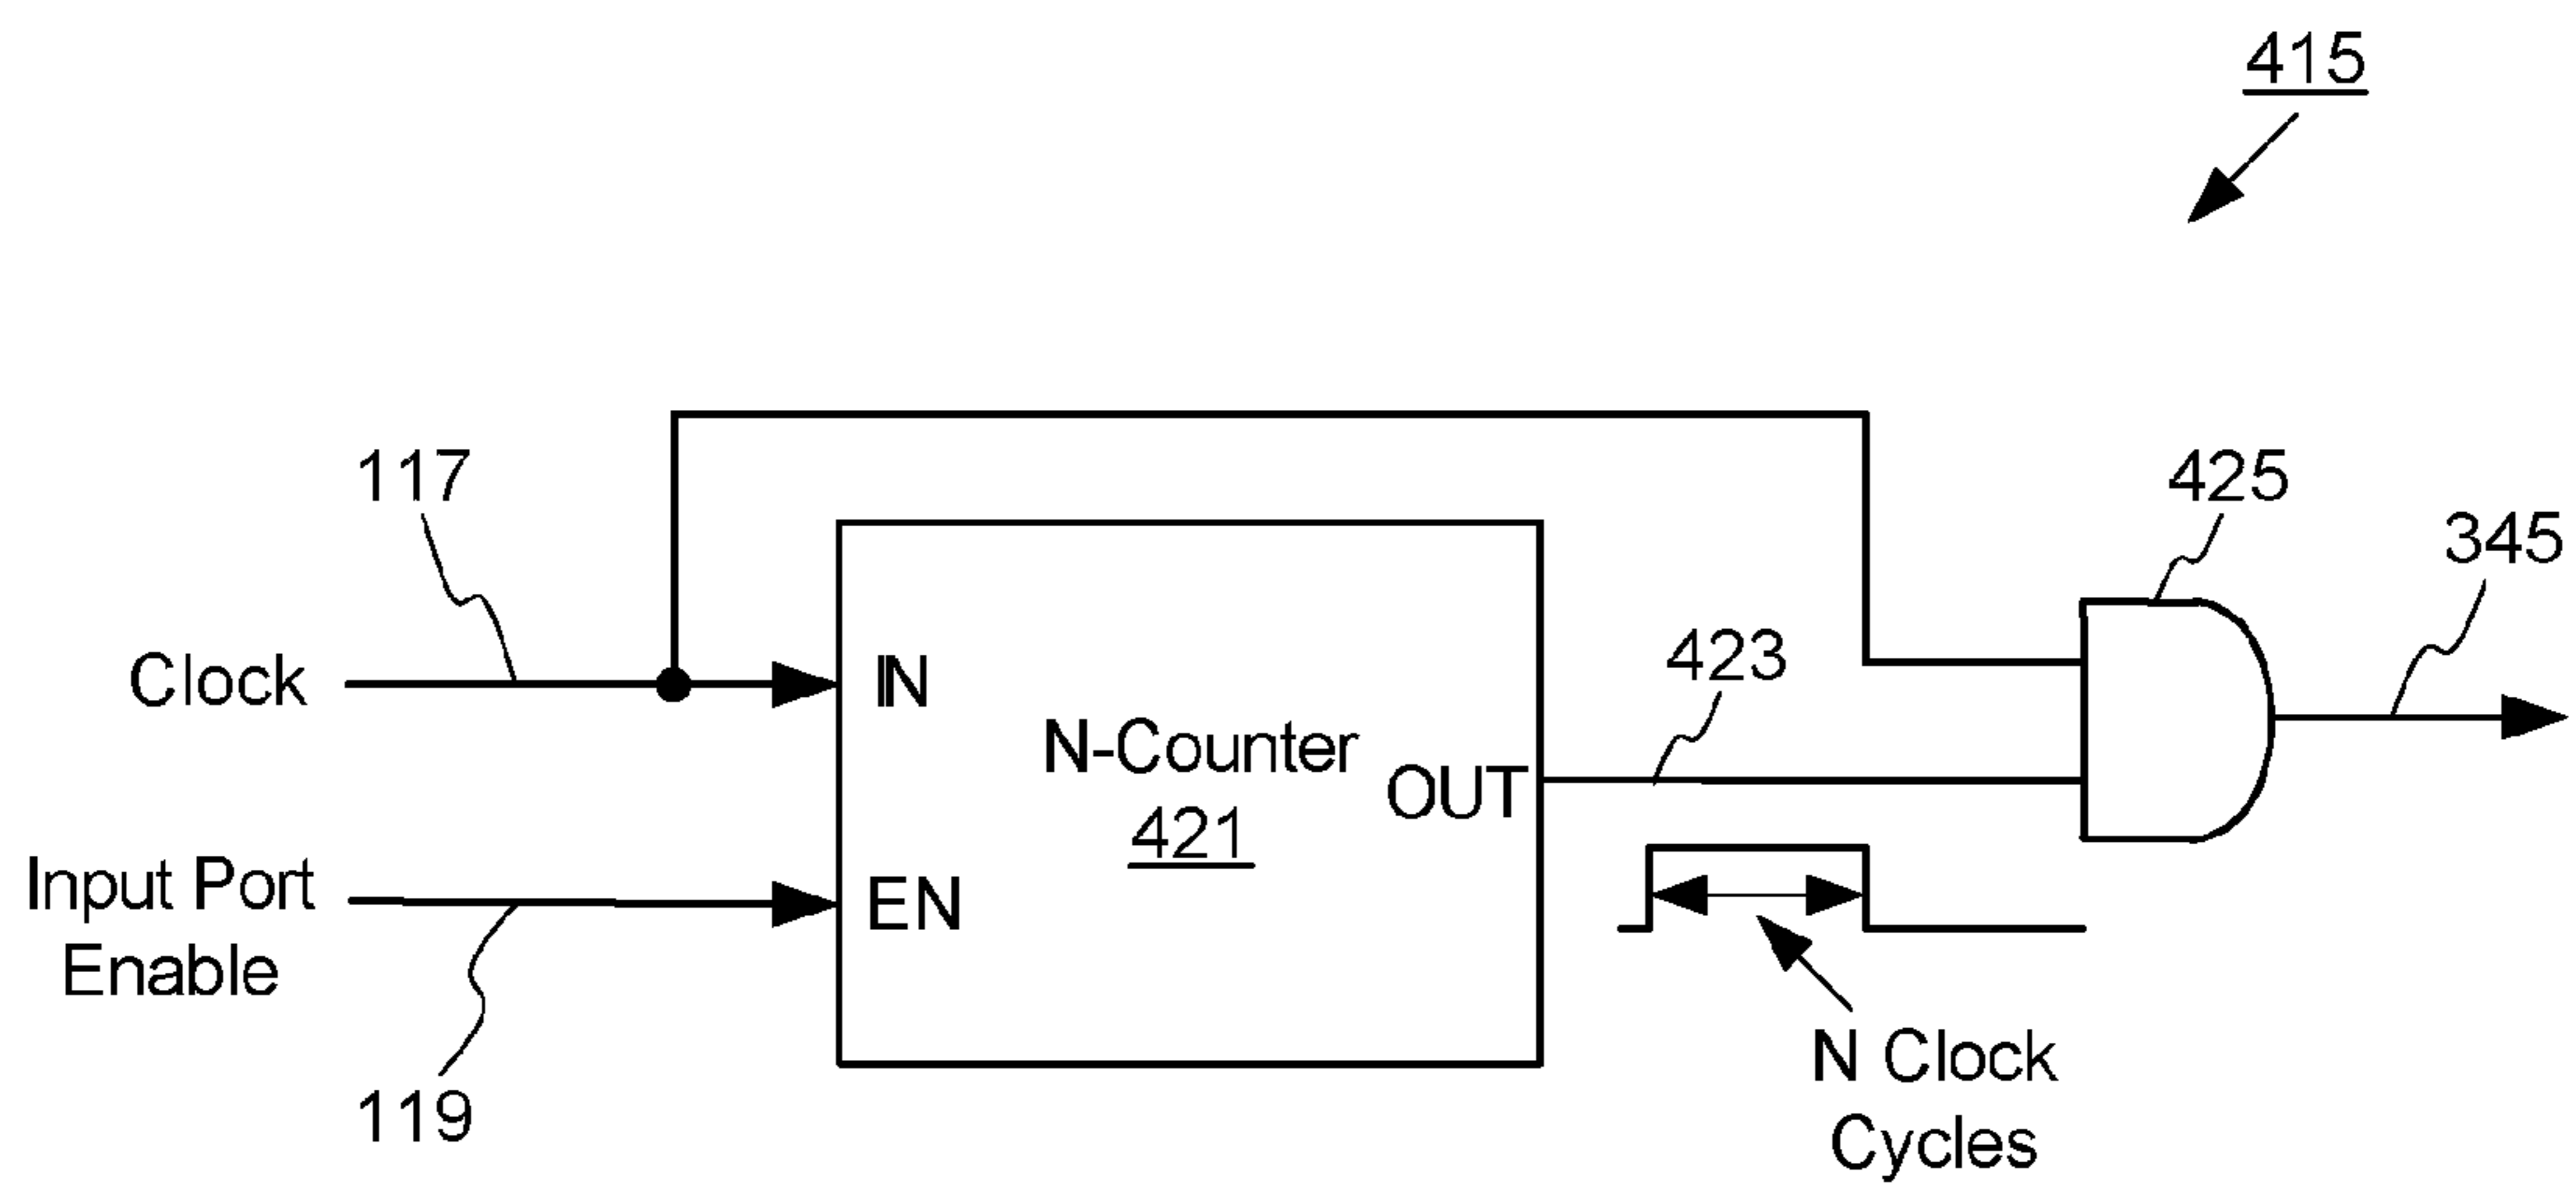 415
117
425
345
Clock
IN
423
N-Counter
421
OUT
Input Port
Enable
EN
119
N Clock
Cycles